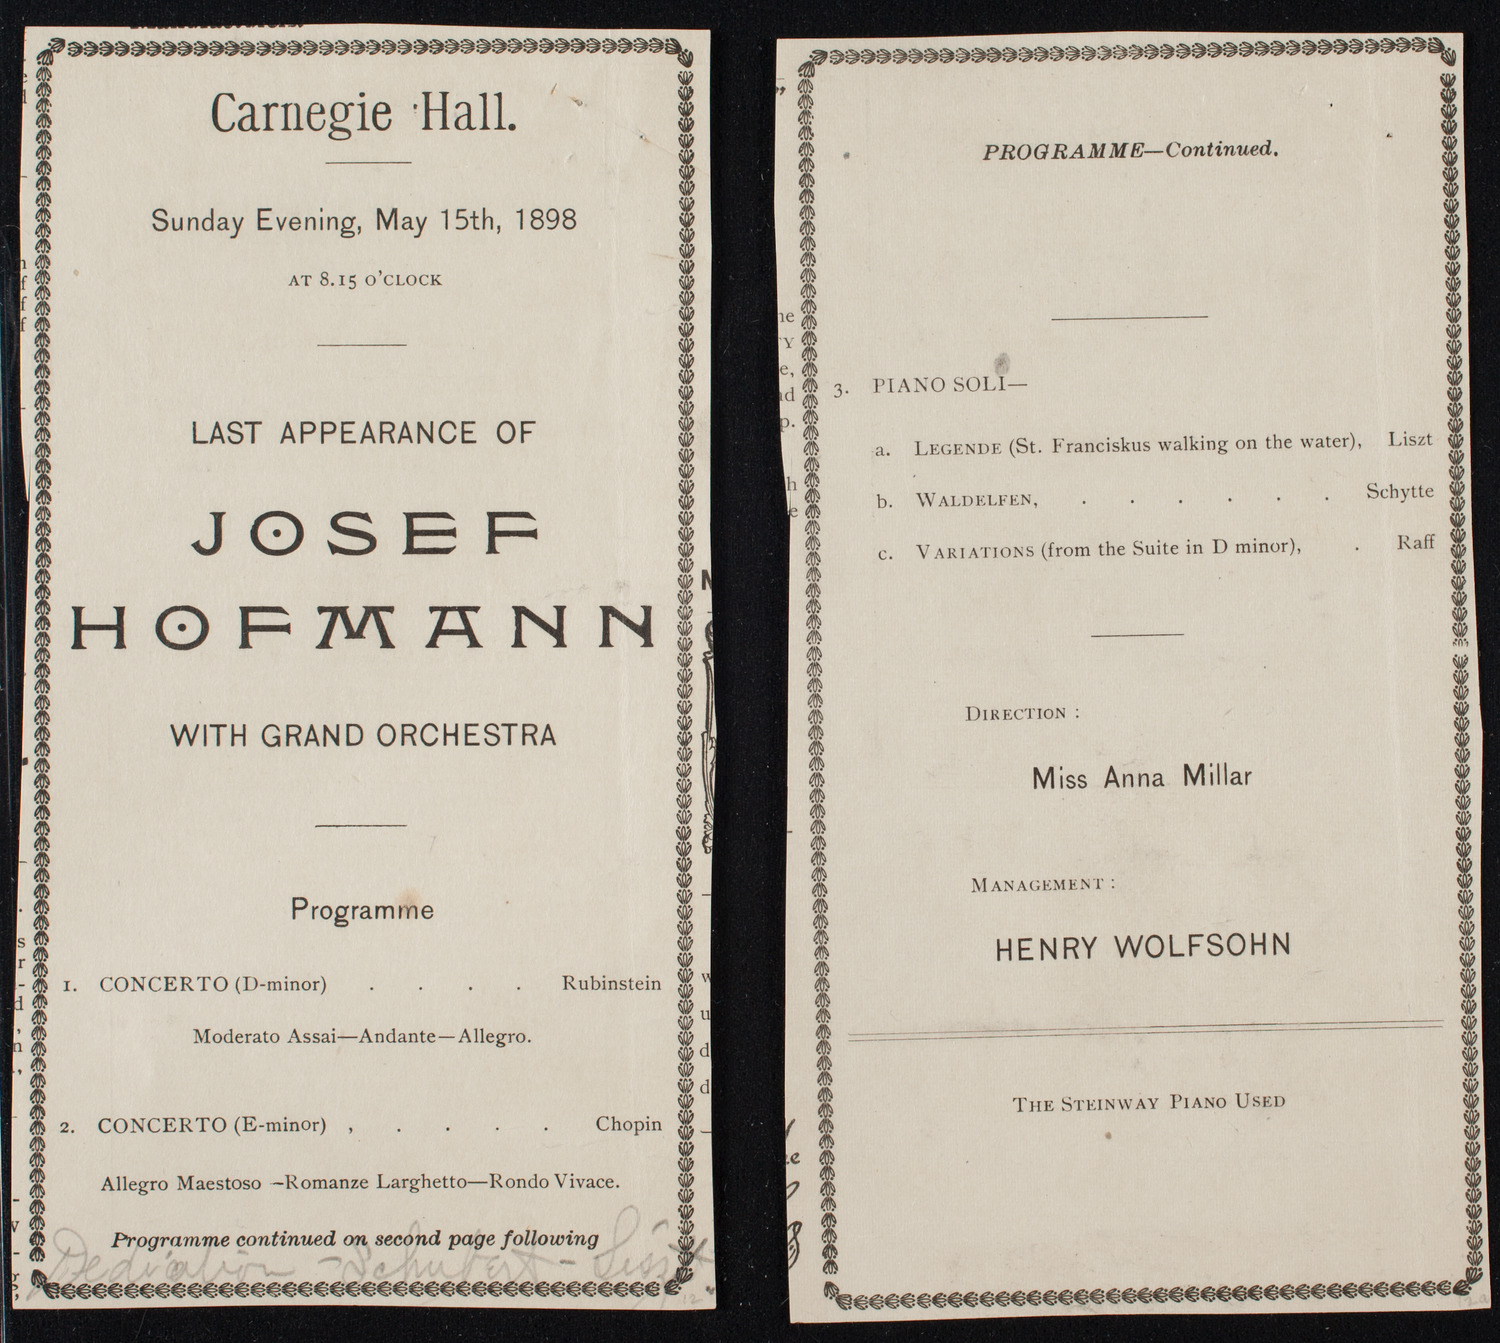 Carnegie Hall.
Sunday Evening, May 15th, 1898
AT 8.15 O'CLOCK
LAST APPEARANCE OF
JOSEF
HOFMANN
WITH GRAND ORCHESTRA
Programme
1. CONCERTO (D-minor) . . . . Rubinstein
Moderato Assai—Andante—Allegro.
2. CONCERTO (E-minor) , . . . . Chopin
Allegro Maestoso—Romanze Larghetto—Rondo Vivace.
Programme continued on second page following
Dedication - Schubert - Liszt
PROGRAMME—Continued.
3. PIANO SOLI—
a. LEGENDE (St. Franciskus walking on the water), Liszt
b. WALDELFEN, . . . . . . Schytte
c. VARIATIONS (from the Suite in D minor), . Raff
DIRECTION :
Miss Anna Millar
MANAGEMENT :
HENRY WOLFSOHN
THE STEINWAY PIANO USED